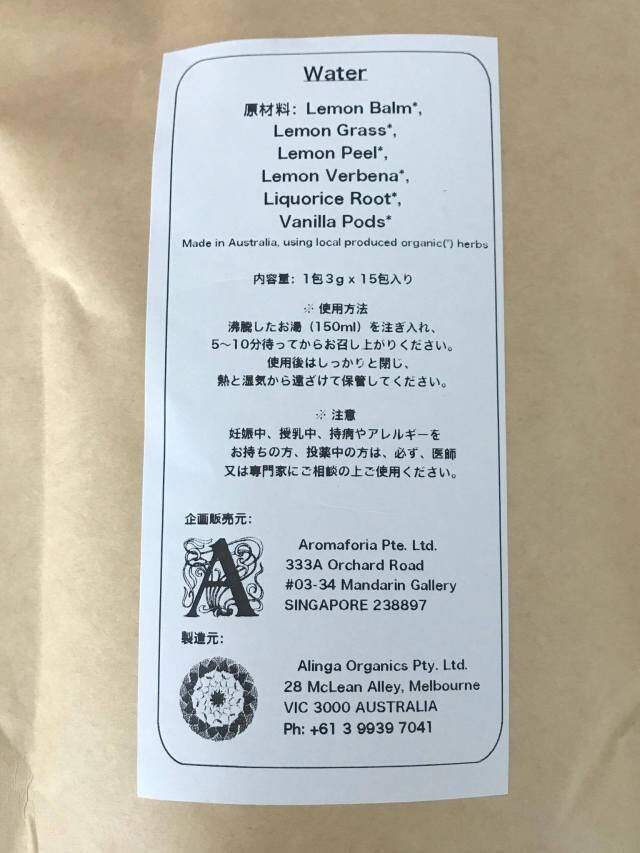 Water
原材料: Lemon Balm*,
Lemon Grass*,
Lemon Peel*,
Lemon Verbena*,
Liquorice Root*,
Vanilla Pods*
Made in Australia, using local produced organic(*) herbs
内容量: 1包3g x 15包入り
※ 使用方法
沸騰したお湯（150ml）を注ぎ入れ、
5〜10分待ってからお召し上がりください。
使用後はしっかりと閉じ、
熱と湿気から遠ざけて保管してください。
※ 注意
妊娠中、授乳中、持病やアレルギーを
お持ちの方、投薬中の方は、必ず、医師
又は専門家にご相談の上ご使用ください。
企画販売元:
A
Aromaforia Pte. Ltd.
333A Orchard Road
#03-34 Mandarin Gallery
SINGAPORE 238897
製造元:
Alinga Organics Pty. Ltd.
28 McLean Alley, Melbourne
VIC 3000 AUSTRALIA
Ph: +61 3 9939 7041